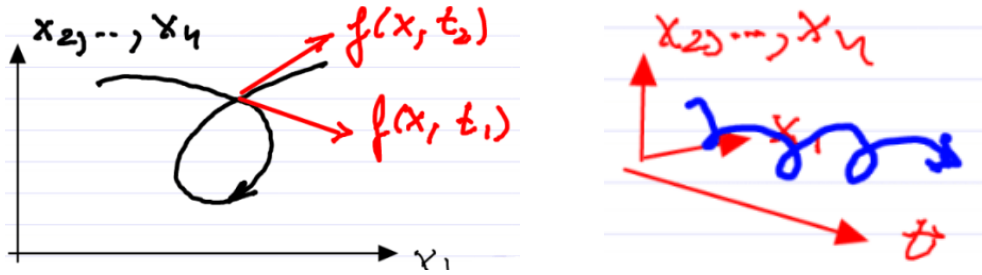 x₂, ..., xₙ
f(x, t₂)
f(x, t₁)
x₁
x₂, ..., xₙ
x₁
t